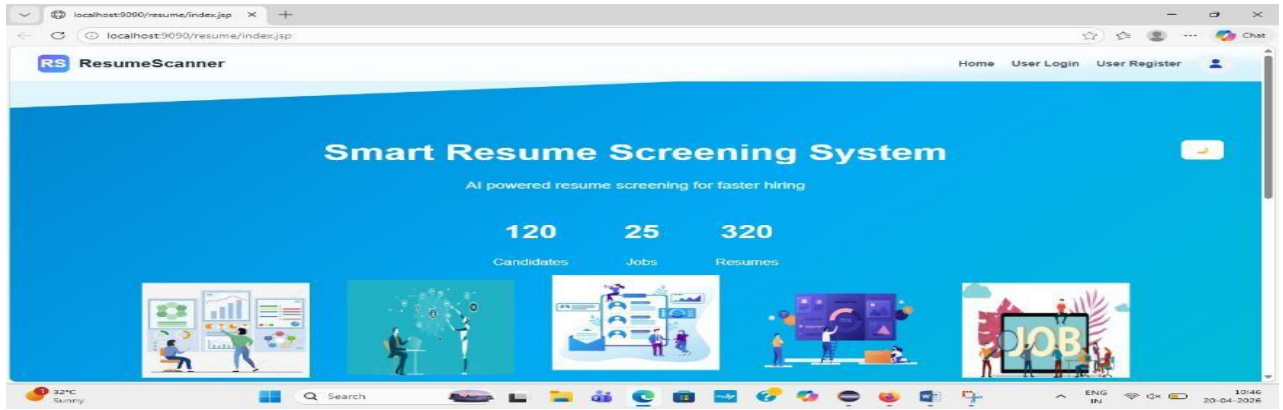 localhost:9090/resume/index.jsp
localhost:9090/resume/index.jsp
Chat
RS ResumeScanner
Home User Login User Register
Smart Resume Screening System
AI powered resume screening for faster hiring
120 25 320
Candidates Jobs Resumes
JOB
32°C
Sunny
Search
ENG
IN
10:46
20-04-2026